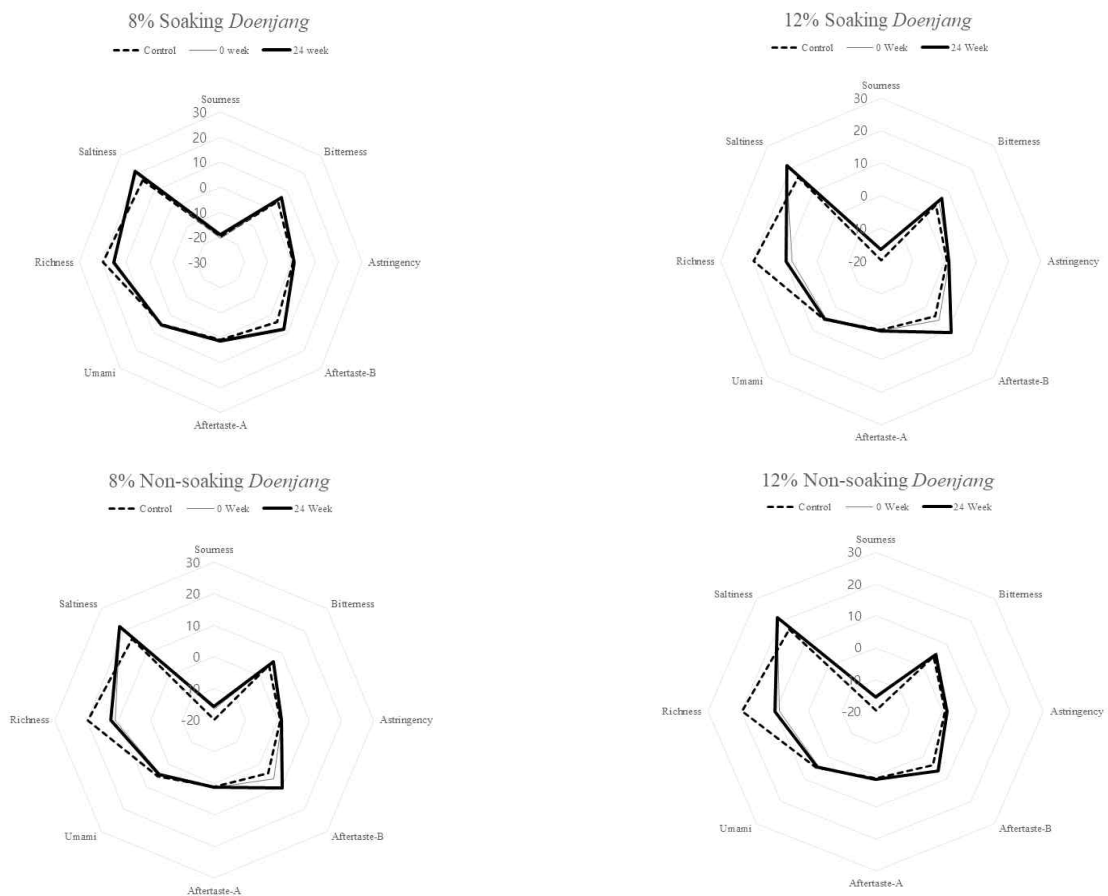 8% Soaking Doenjang
Control 0 week 24 week
Sourness
Bitterness
Astringency
Aftertaste-B
Aftertaste-A
Umami
Richness
Saltiness
30
20
10
0
-10
-20
-30
12% Soaking Doenjang
Control 0 Week 24 Week
Sourness
Bitterness
Astringency
Aftertaste-B
Aftertaste-A
Umami
Richness
Saltiness
30
20
10
0
-10
-20
8% Non-soaking Doenjang
Control 0 Week 24 Week
Sourness
Bitterness
Astringency
Aftertaste-B
Aftertaste-A
Umami
Richness
Saltiness
30
20
10
0
-10
-20
12% Non-soaking Doenjang
Control 0 Week 24 Week
Sourness
Bitterness
Astringency
Aftertaste-B
Aftertaste-A
Umami
Richness
Saltiness
30
20
10
0
-10
-20